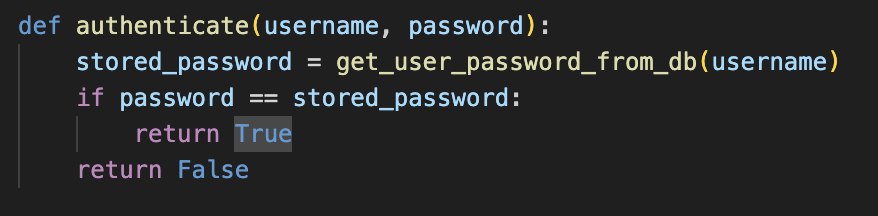 def authenticate(username, password):
    stored_password = get_user_password_from_db(username)
    if password == stored_password:
        return True
    return False